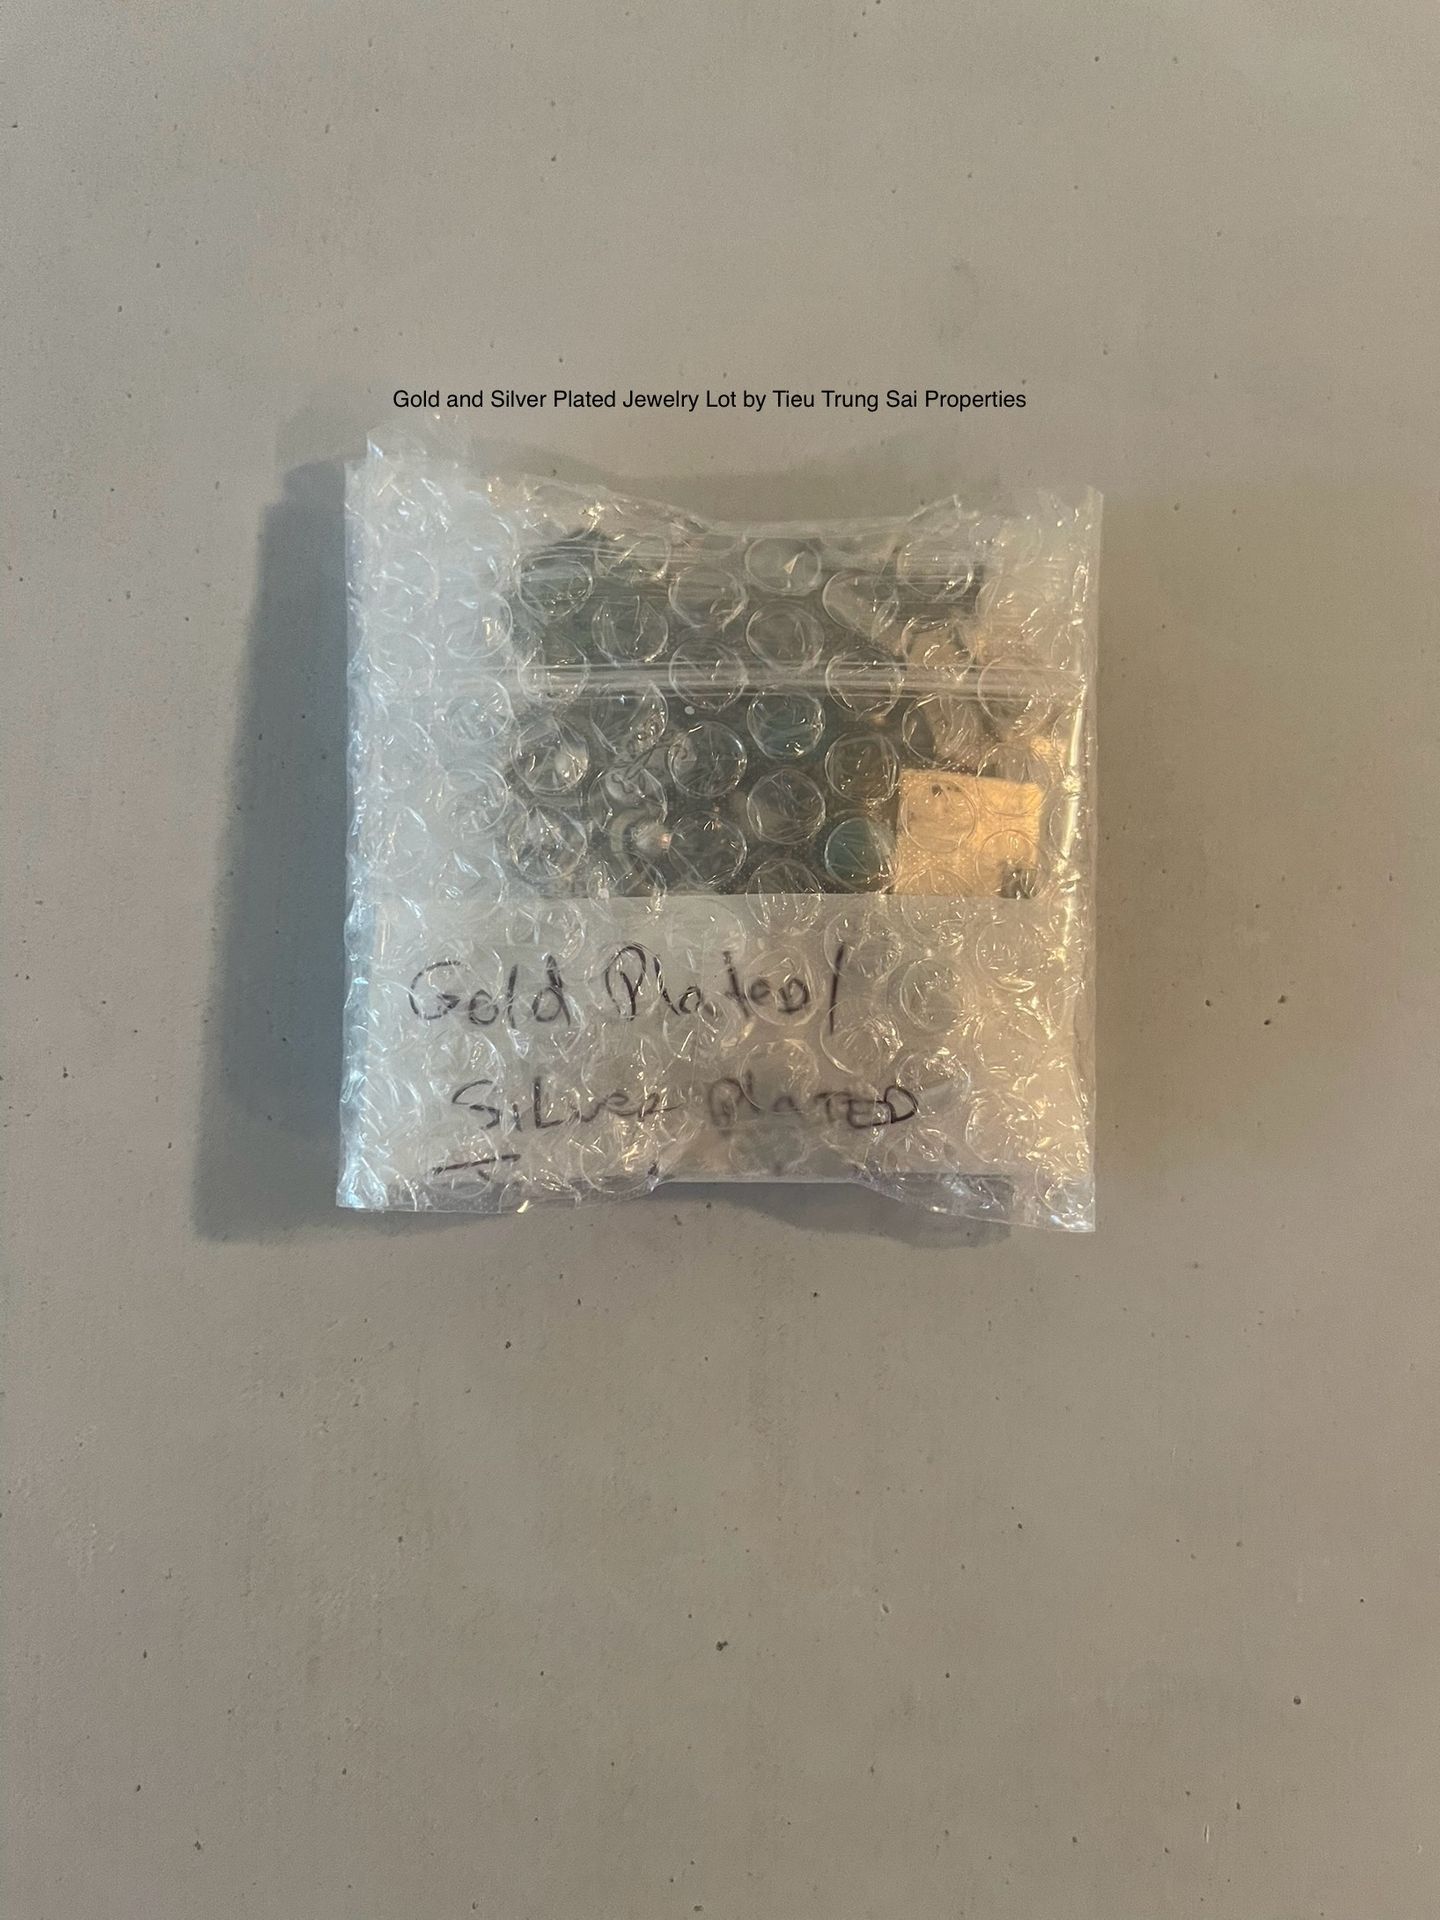 Gold and Silver Plated Jewelry Lot by Tieu Trung Sai Properties
Gold Plated/
SiLver PlaTED